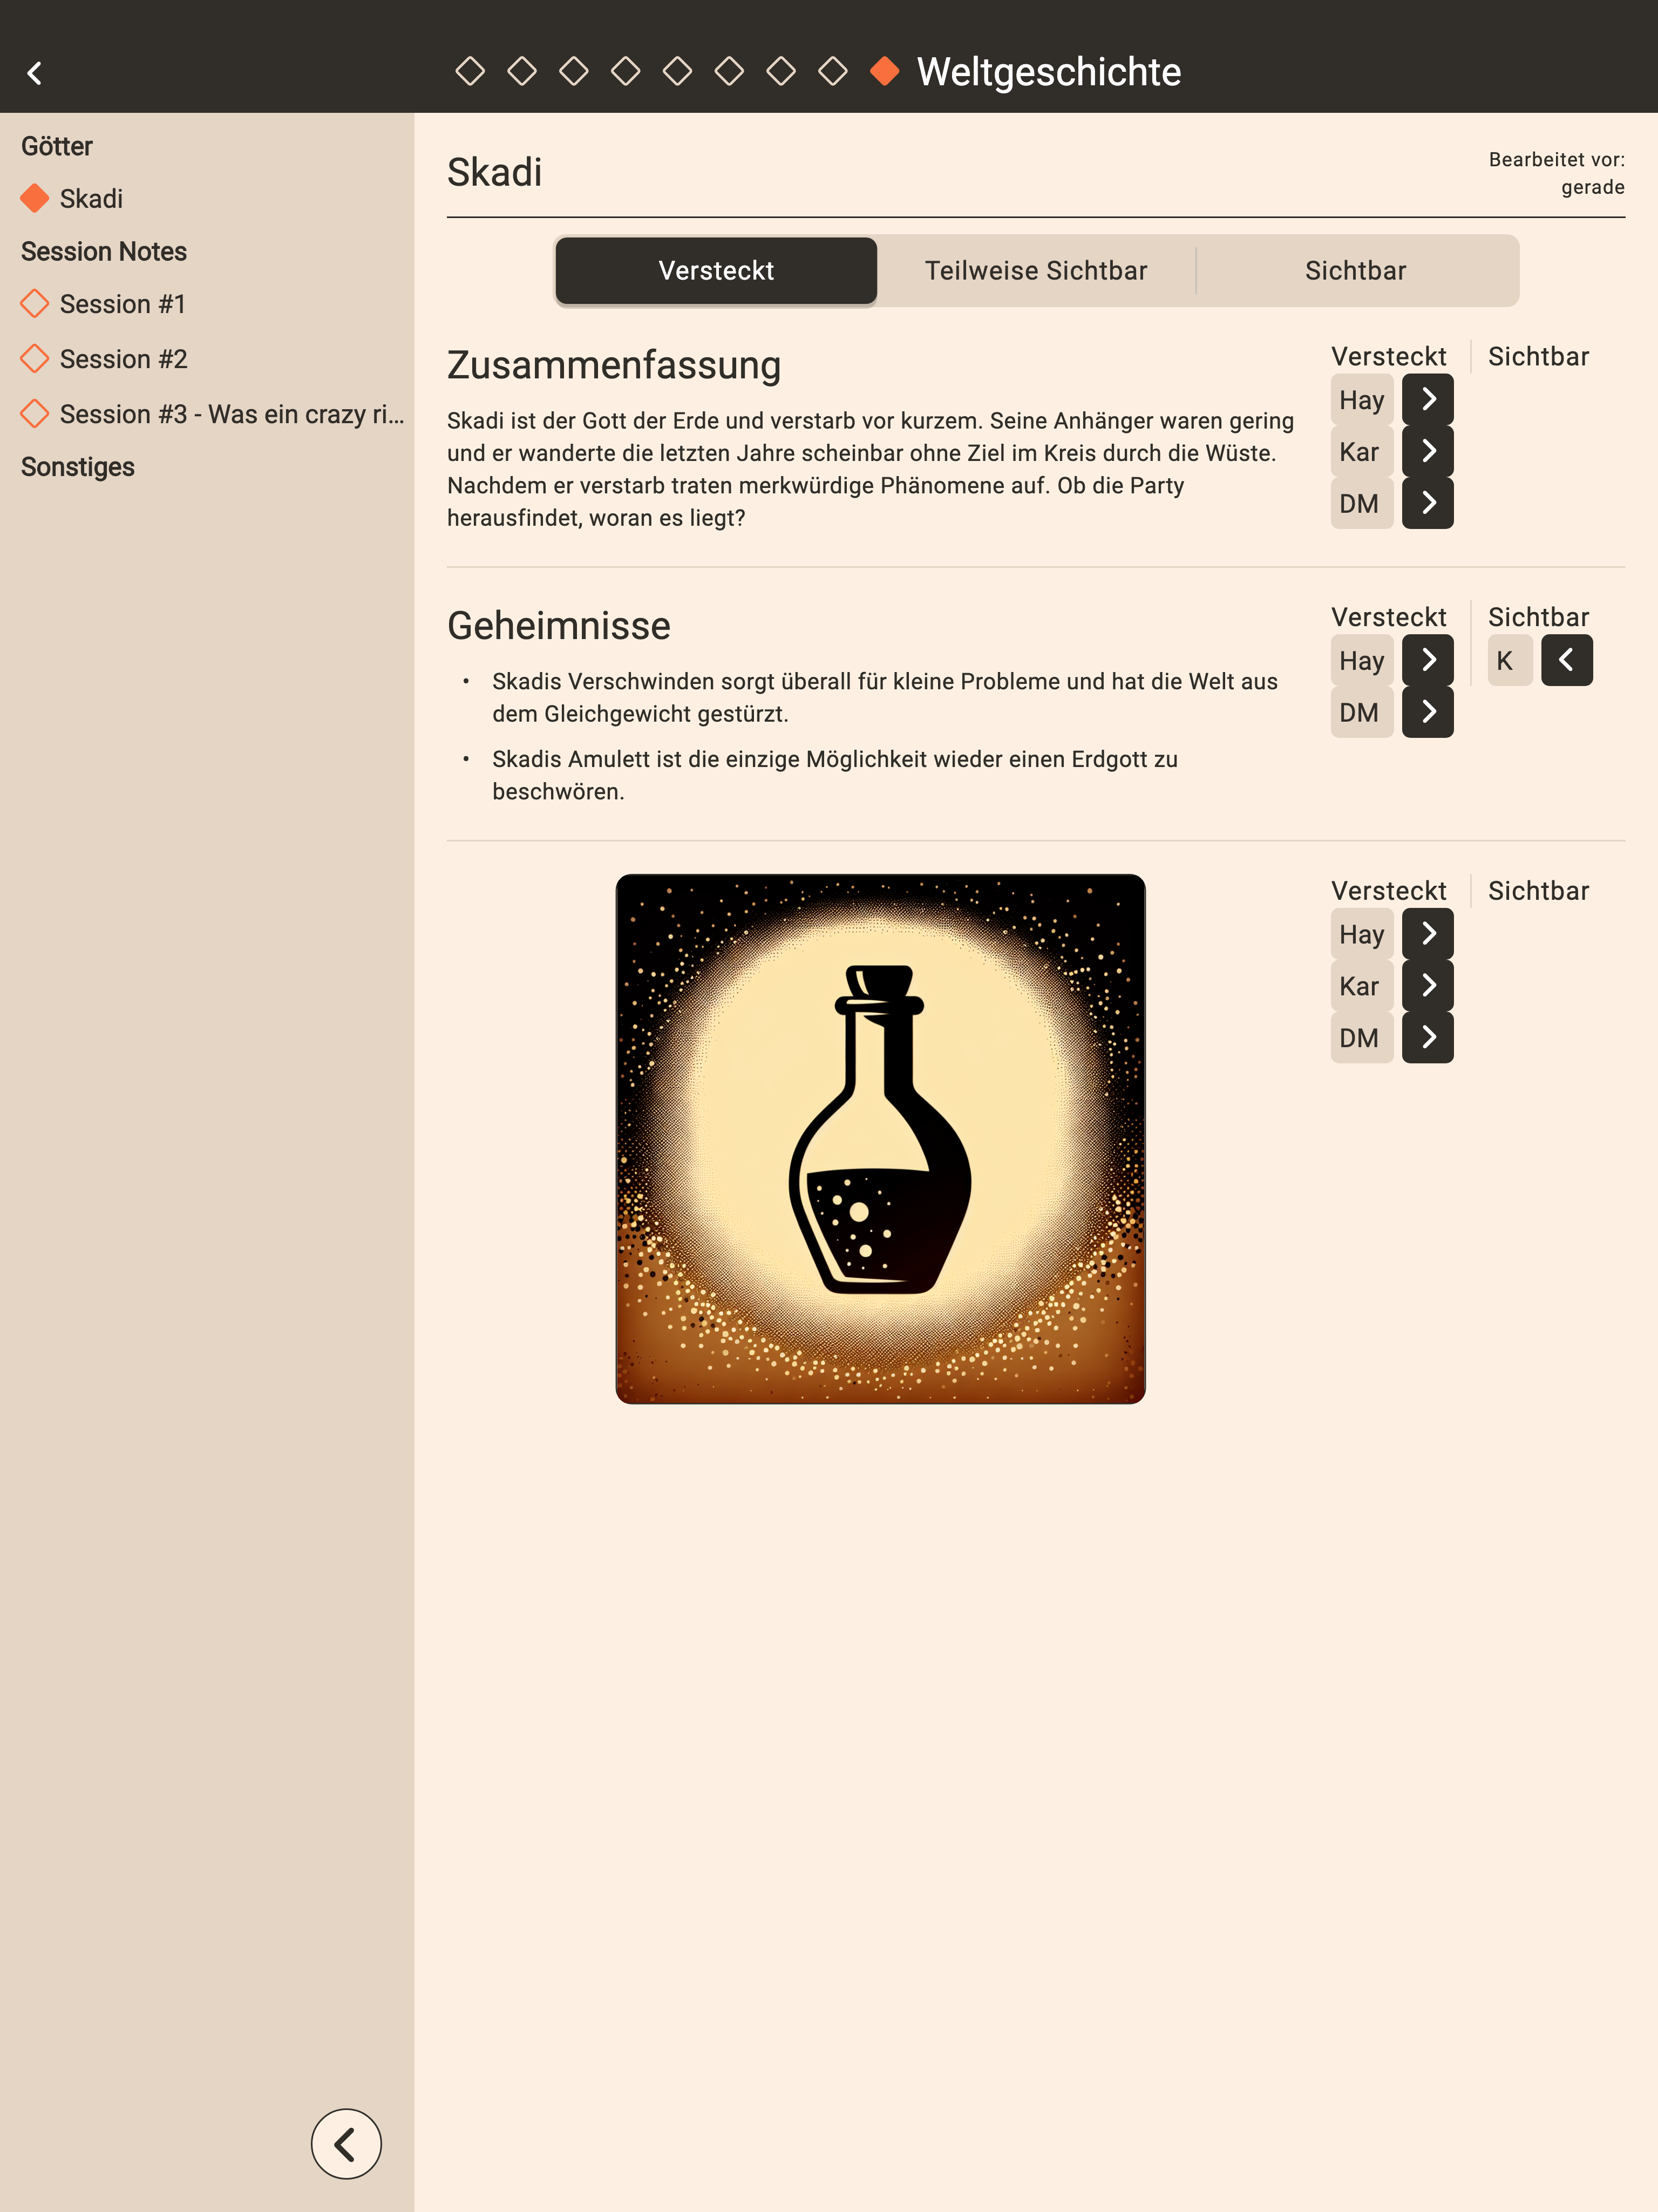 Weltgeschichte
Götter
Skadi
Session Notes
Session #1
Session #2
Session #3 - Was ein crazy ri...
Sonstiges
Skadi
Bearbeitet vor:
gerade
Versteckt
Teilweise Sichtbar
Sichtbar
Zusammenfassung
Skadi ist der Gott der Erde und verstarb vor kurzem. Seine Anhänger waren gering
und er wanderte die letzten Jahre scheinbar ohne Ziel im Kreis durch die Wüste.
Nachdem er verstarb traten merkwürdige Phänomene auf. Ob die Party
herausfindet, woran es liegt?
Versteckt
Sichtbar
Hay
Kar
DM
Geheimnisse
• Skadis Verschwinden sorgt überall für kleine Probleme und hat die Welt aus
dem Gleichgewicht gestürzt.
• Skadis Amulett ist die einzige Möglichkeit wieder einen Erdgott zu
beschwören.
Versteckt
Sichtbar
Hay
K
DM
Versteckt
Sichtbar
Hay
Kar
DM